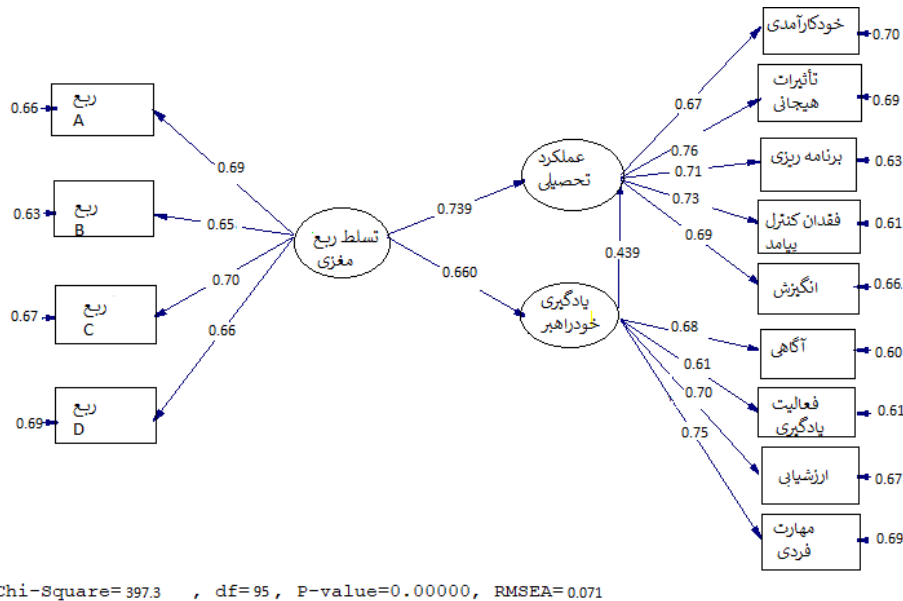 0.66
ربع
A
0.63
ربع
B
0.67
ربع
C
0.69
ربع
D
0.69
0.65
0.70
0.66
تسلط ربع
مغزی
0.739
0.660
عملکرد
تحصیلی
0.439
یادگیری
خودراهبر
0.67
0.76
0.71
0.73
0.69
0.68
0.61
0.70
0.75
خودکارآمدی
0.70
تأثیرات
هیجانی
0.69
برنامه ریزی
0.63
فقدان کنترل
پیامد
0.61
انگیزش
0.66
آگاهی
0.60
فعالیت
یادگیری
0.61
ارزشیابی
0.67
مهارت
فردی
0.69
Chi-Square=397.3 , df=95, P-value=0.00000, RMSEA=0.071